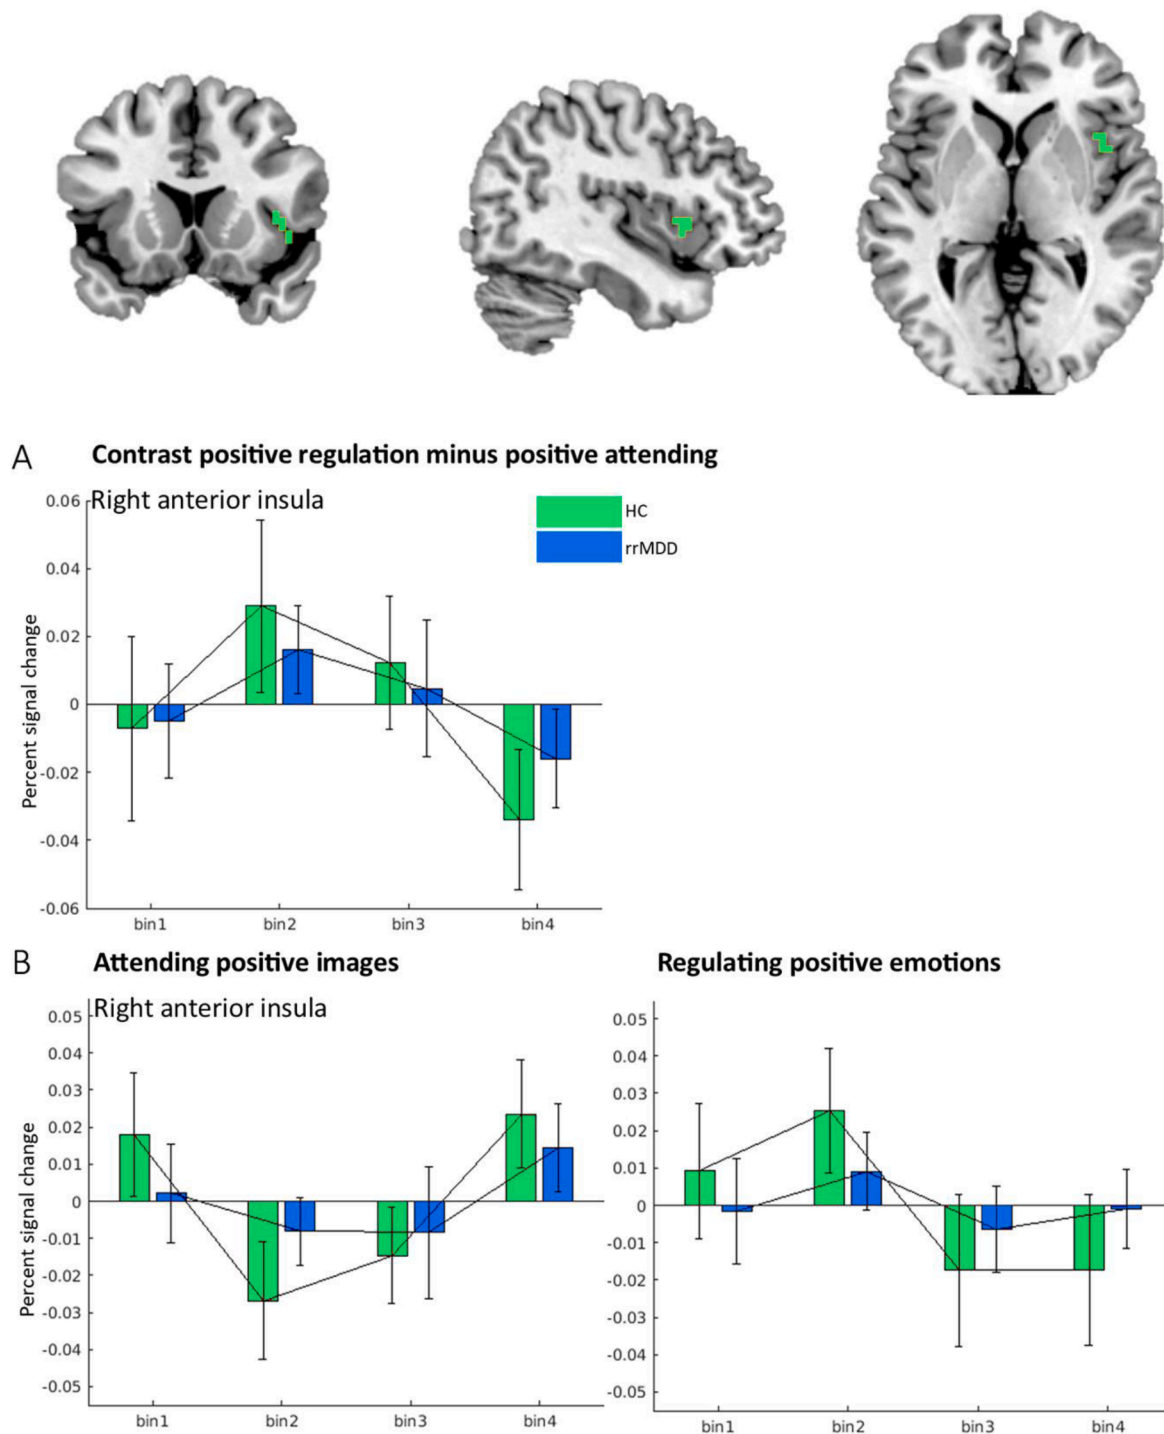 A Contrast positive regulation minus positive attending
Right anterior insula
HC
rrMDD
Percent signal change
0.06
0.04
0.02
0
-0.02
-0.04
-0.06
bin1 bin2 bin3 bin4
B Attending positive images
Right anterior insula
Percent signal change
0.05
0.04
0.03
0.02
0.01
0
-0.01
-0.02
-0.03
-0.04
-0.05
bin1 bin2 bin3 bin4
Regulating positive emotions
0.05
0.04
0.03
0.02
0.01
0
-0.01
-0.02
-0.03
-0.04
-0.05
bin1 bin2 bin3 bin4